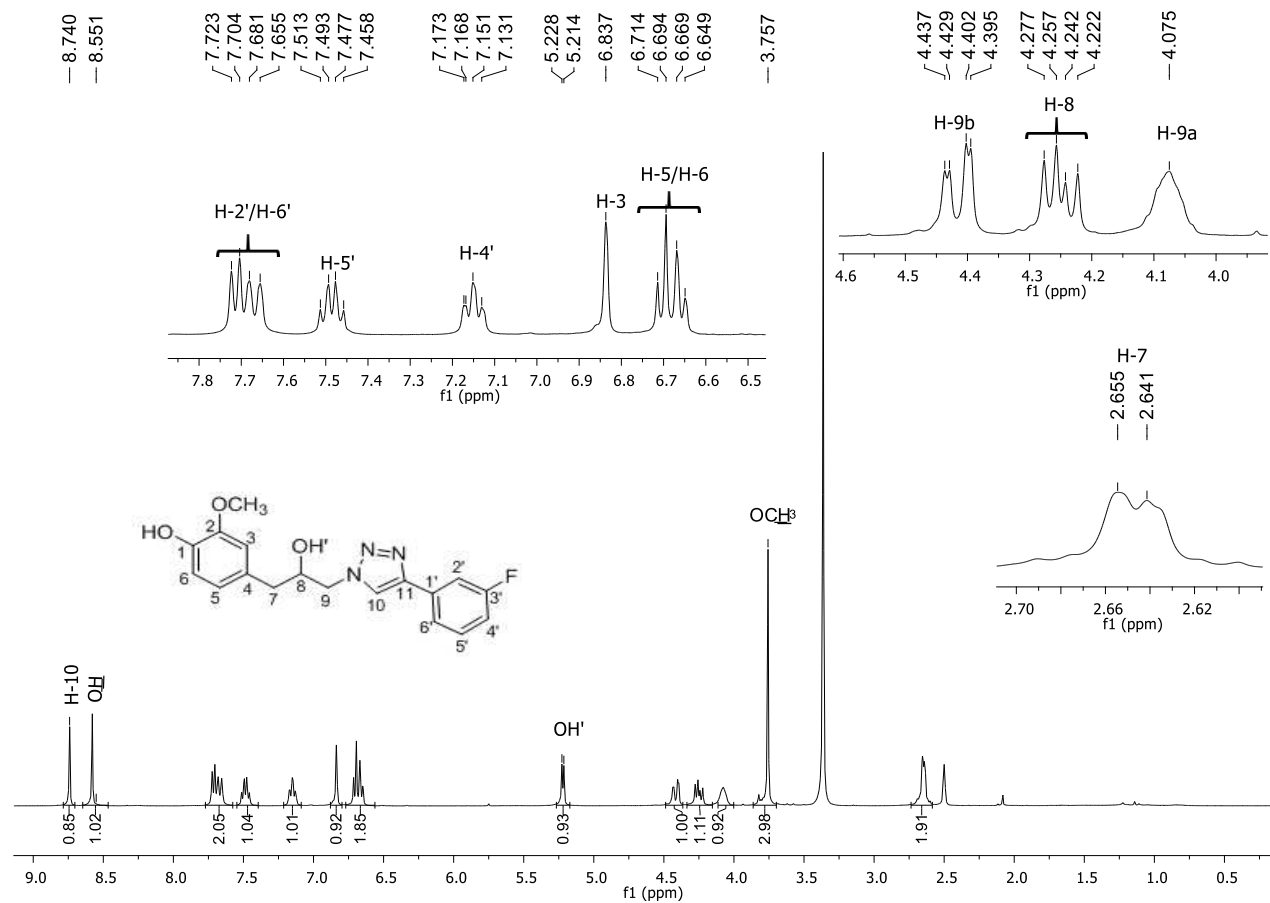 8.740
8.551
7.723
7.704
7.681
7.655
7.513
7.493
7.477
7.458
7.173
7.168
7.151
7.131
5.228
5.214
6.837
6.714
6.694
6.669
6.649
3.757
4.437
4.429
4.402
4.395
4.277
4.257
4.242
4.222
4.075
H-2'/H-6'
H-5'
H-4'
H-3
H-5/H-6
7.8 7.7 7.6 7.5 7.4 7.3 7.2 7.1 7.0 6.9 6.8 6.7 6.6 6.5
f1 (ppm)
H-9b
H-8
H-9a
4.6 4.5 4.4 4.3 4.2 4.1 4.0
f1 (ppm)
H-7
2.655
2.641
2.70 2.66 2.62
f1 (ppm)
OCH3
HO
1
2
3
4
5
6
7
OH'
8
9
N
N=N
10
11
1'
2'
3'
4'
5'
6'
F
H-10
OH
OH'
OCH3
0.85
1.02
2.05
1.04
1.01
0.92
1.85
0.93
1.00
1.11
0.92
2.98
1.91
9.0 8.5 8.0 7.5 7.0 6.5 6.0 5.5 5.0 4.5 4.0 3.5 3.0 2.5 2.0 1.5 1.0 0.5
f1 (ppm)